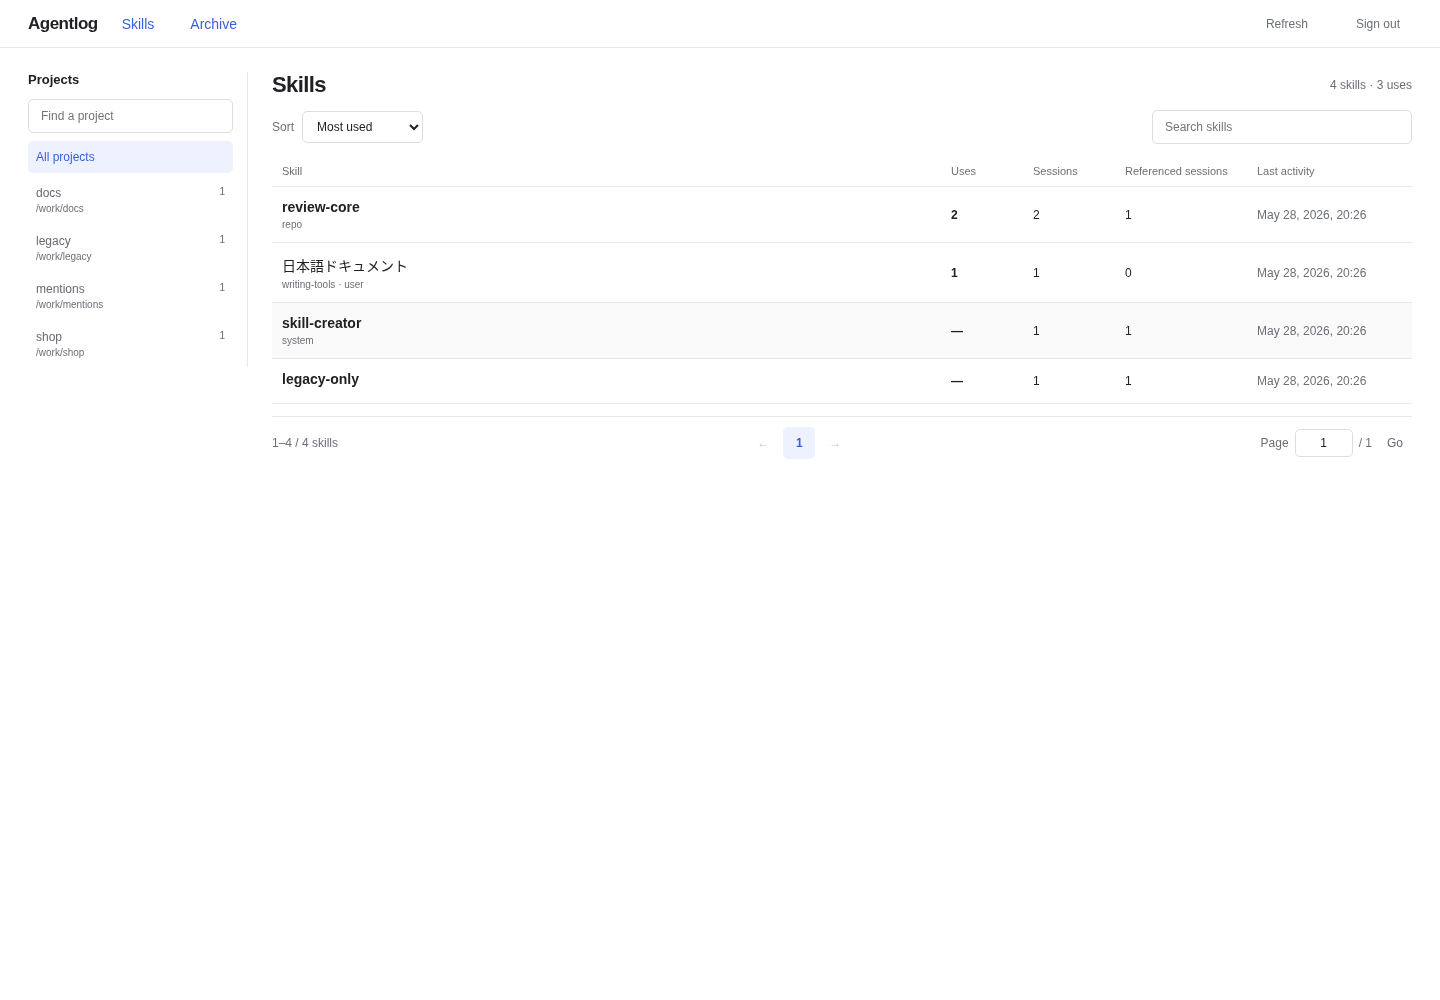 Agentlog Skills Archive Refresh Sign out
Projects
Find a project
All projects
docs 1
/work/docs
legacy 1
/work/legacy
mentions 1
/work/mentions
shop 1
/work/shop
Skills 4 skills · 3 uses
Sort Most used Search skills
Skill Uses Sessions Referenced sessions Last activity
review-core 2 2 1 May 28, 2026, 20:26
repo
日本語ドキュメント 1 1 0 May 28, 2026, 20:26
writing-tools · user
skill-creator — 1 1 May 28, 2026, 20:26
system
legacy-only — 1 1 May 28, 2026, 20:26
1–4 / 4 skills ← 1 → Page 1 / 1 Go